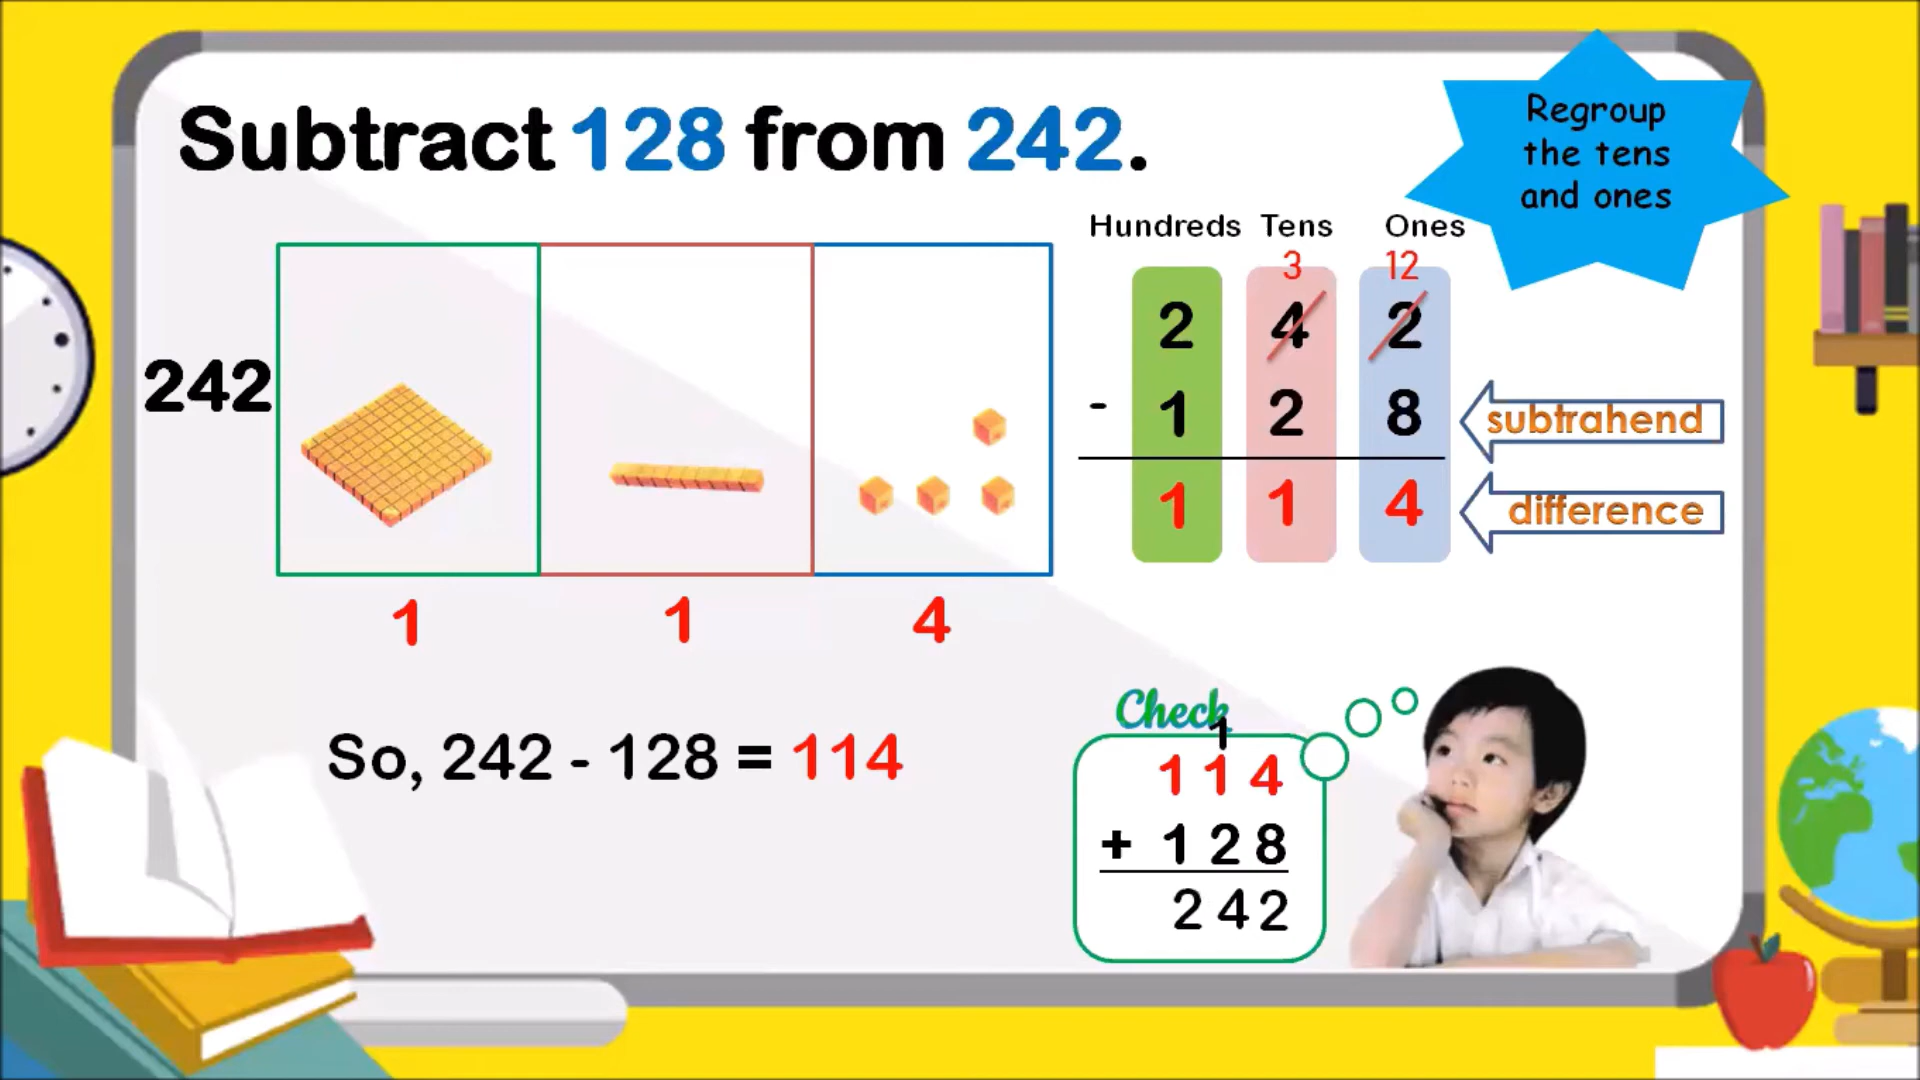 Subtract 128 from 242.
Regroup
the tens
and ones
Hundreds Tens Ones
3 12
2 4 2
- 1 2 8
subtrahend
1 1 4
difference
242
1 1 4
So, 242 - 128 = 114
Check
1
1 1 4
+ 1 2 8
2 4 2